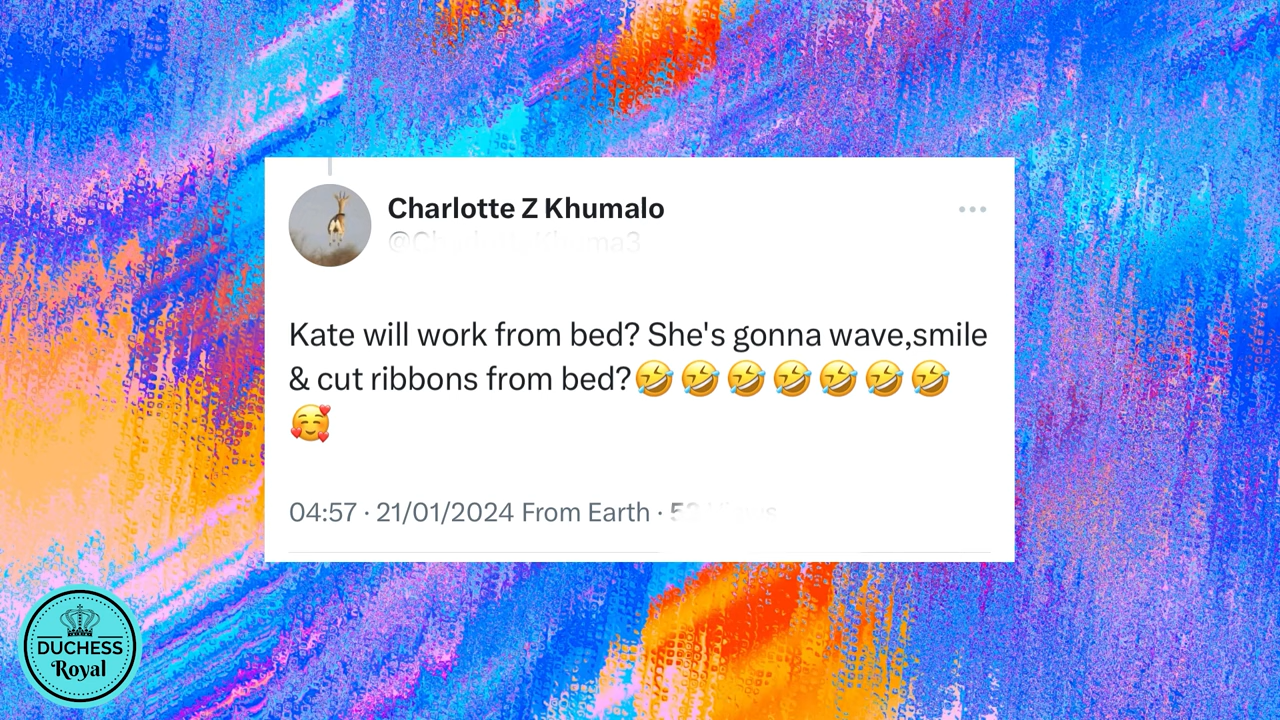 Charlotte Z Khumalo
Kate will work from bed? She's gonna wave,smile
& cut ribbons from bed?🤣🤣🤣🤣🤣🤣🤣
🥰
04:57 · 21/01/2024 From Earth ·
DUCHESS
Royal